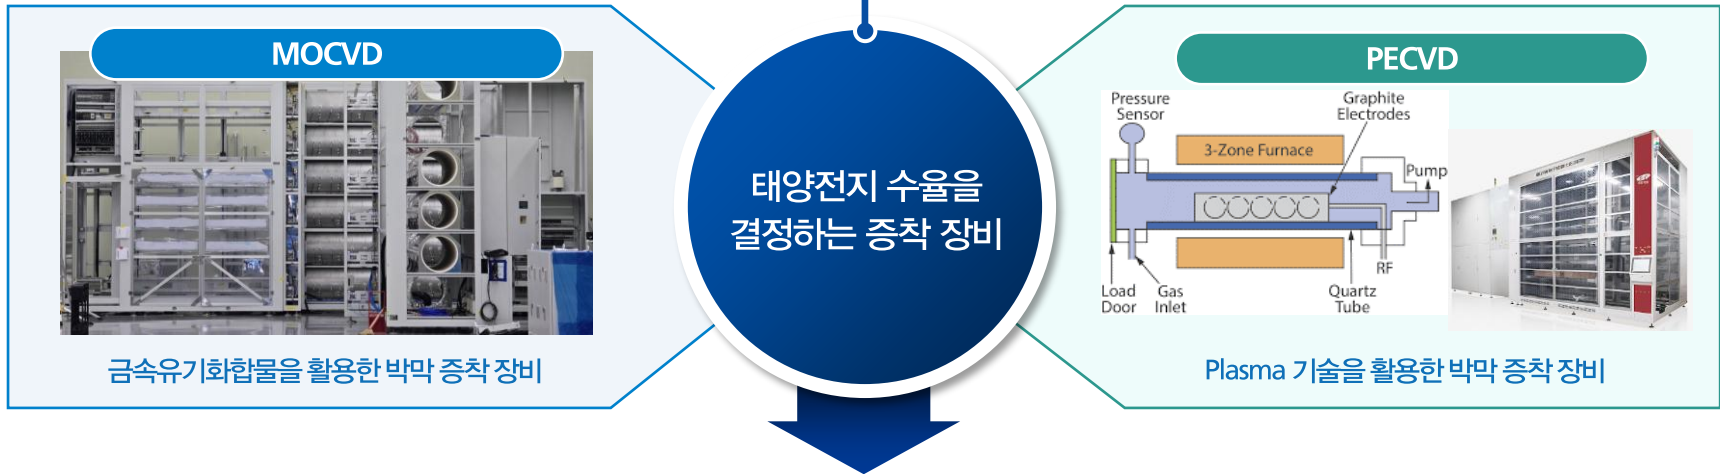 MOCVD
금속유기화합물을 활용한 박막 증착 장비
태양전지 수율을
결정하는 증착 장비
PECVD
Pressure
Sensor
Graphite
Electrodes
3-Zone Furnace
Pump
RF
Load
Door
Gas
Inlet
Quartz
Tube
Plasma 기술을 활용한 박막 증착 장비